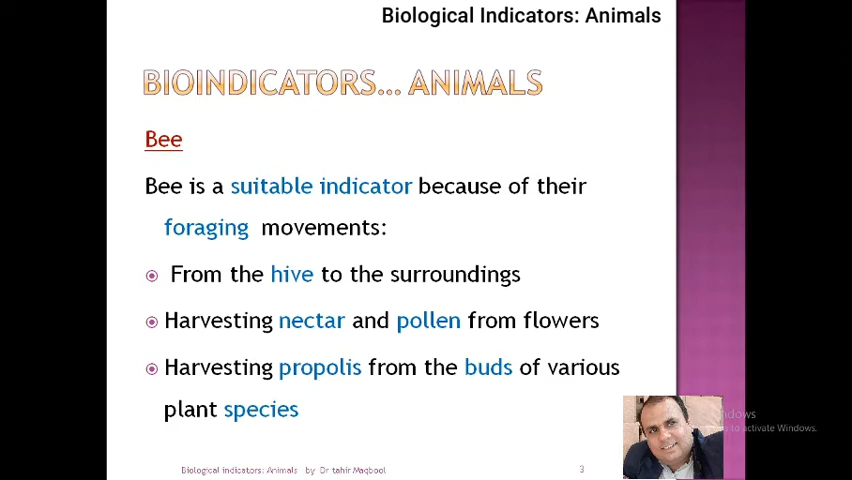 Biological Indicators: Animals
BIOINDICATORS... ANIMALS
Bee
Bee is a suitable indicator because of their
foraging movements:
From the hive to the surroundings
Harvesting nectar and pollen from flowers
Harvesting propolis from the buds of various
plant species
to activate Windows.
Biological indicators: Animals by Dr tahir Maqbool
3